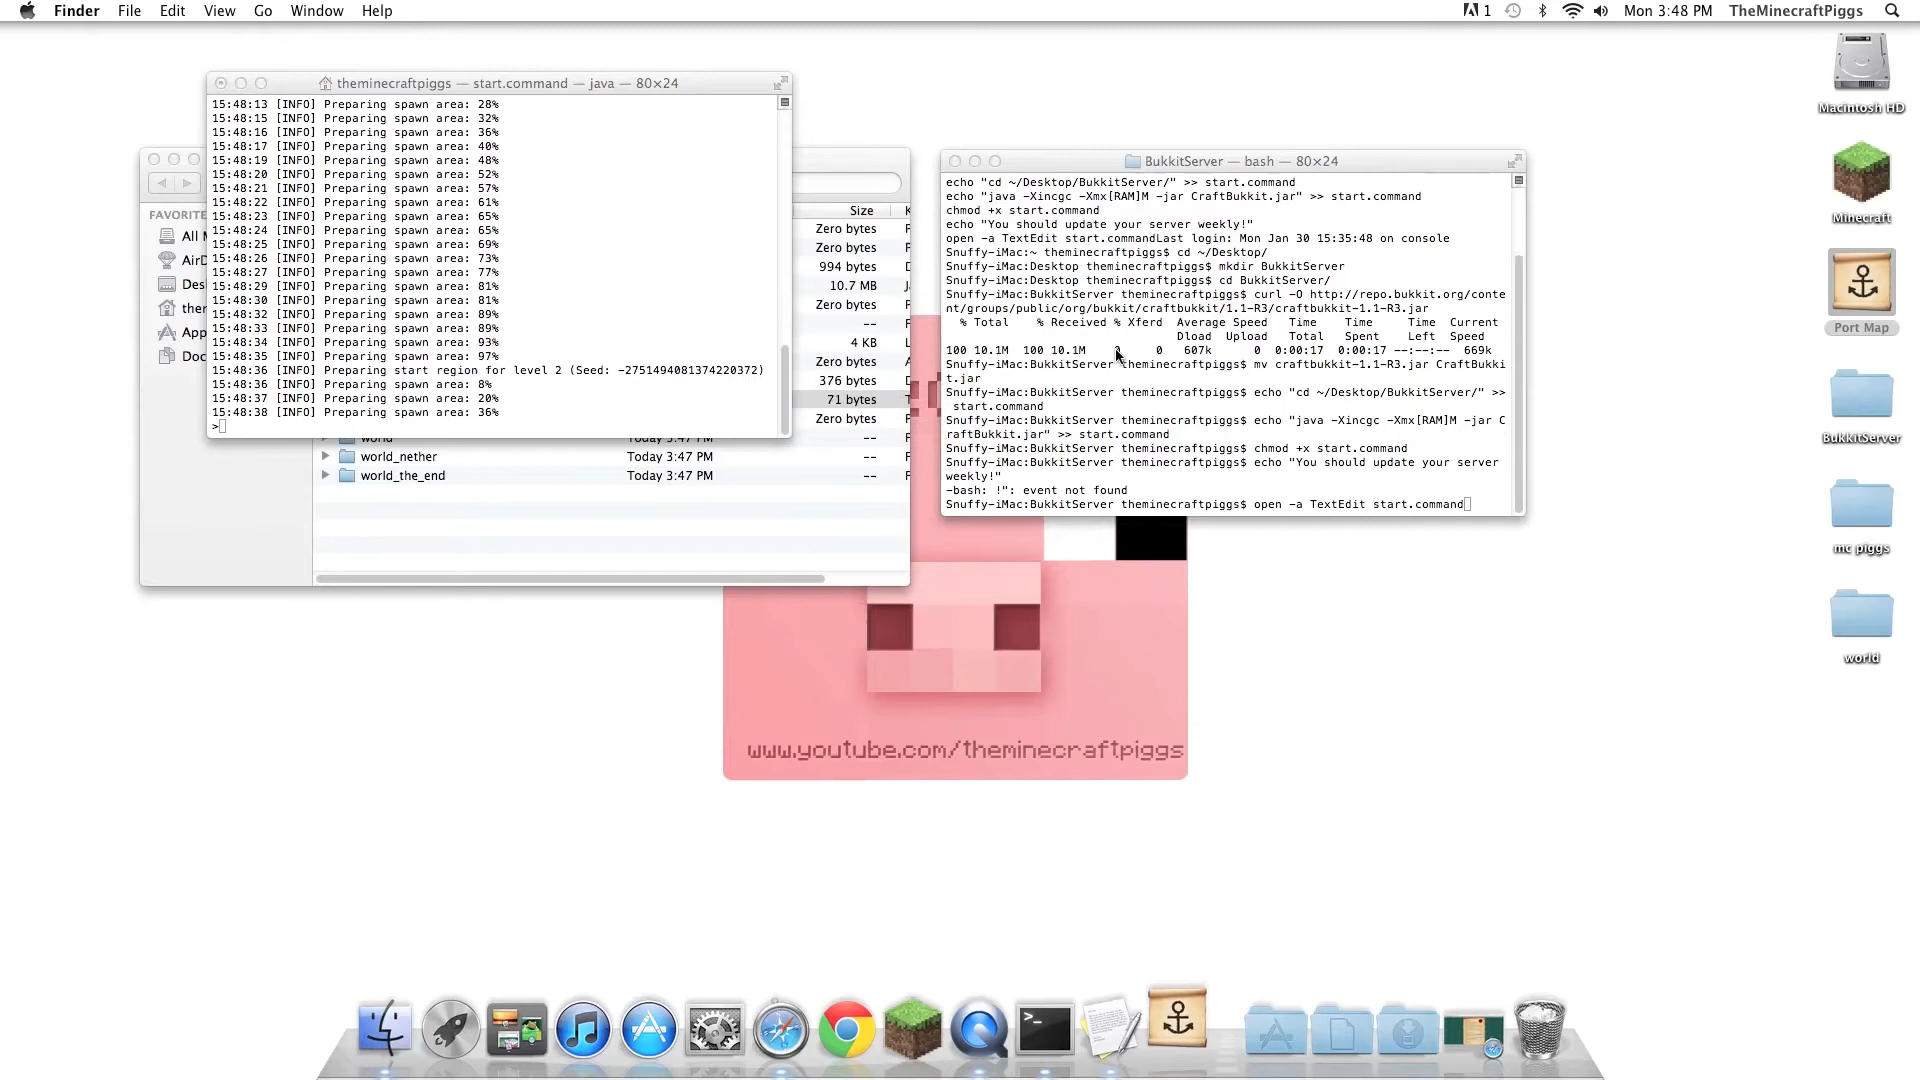 Finder File Edit View Go Window Help
1 Mon 3:48 PM TheMinecraftPiggs
theminecraftpiggs — start.command — java — 80×24
15:48:13 [INFO] Preparing spawn area: 28%
15:48:15 [INFO] Preparing spawn area: 32%
15:48:16 [INFO] Preparing spawn area: 36%
15:48:17 [INFO] Preparing spawn area: 40%
15:48:19 [INFO] Preparing spawn area: 48%
15:48:20 [INFO] Preparing spawn area: 52%
15:48:21 [INFO] Preparing spawn area: 57%
15:48:22 [INFO] Preparing spawn area: 61%
15:48:23 [INFO] Preparing spawn area: 65%
15:48:24 [INFO] Preparing spawn area: 65%
15:48:25 [INFO] Preparing spawn area: 69%
15:48:26 [INFO] Preparing spawn area: 73%
15:48:27 [INFO] Preparing spawn area: 77%
15:48:29 [INFO] Preparing spawn area: 81%
15:48:30 [INFO] Preparing spawn area: 81%
15:48:32 [INFO] Preparing spawn area: 89%
15:48:33 [INFO] Preparing spawn area: 89%
15:48:34 [INFO] Preparing spawn area: 93%
15:48:35 [INFO] Preparing spawn area: 97%
15:48:36 [INFO] Preparing start region for level 2 (Seed: -2751494081374220372)
15:48:36 [INFO] Preparing spawn area: 8%
15:48:37 [INFO] Preparing spawn area: 20%
15:48:38 [INFO] Preparing spawn area: 36%
>
FAVORITE
All M
AirD
Des
ther
App
Doc
Size K
Zero bytes F
Zero bytes F
994 bytes D
10.7 MB J
Zero bytes F
-- F
4 KB L
Zero bytes A
376 bytes D
71 bytes T
Zero bytes F
world Today 3:47 PM -- F
world_nether Today 3:47 PM -- F
world_the_end Today 3:47 PM -- F
BukkitServer — bash — 80×24
echo "cd ~/Desktop/BukkitServer/" >> start.command
echo "java -Xincgc -Xmx[RAM]M -jar CraftBukkit.jar" >> start.command
chmod +x start.command
echo "You should update your server weekly!"
open -a TextEdit start.commandLast login: Mon Jan 30 15:35:48 on console
Snuffy-iMac:~ theminecraftpiggs$ cd ~/Desktop/
Snuffy-iMac:Desktop theminecraftpiggs$ mkdir BukkitServer
Snuffy-iMac:Desktop theminecraftpiggs$ cd BukkitServer/
Snuffy-iMac:BukkitServer theminecraftpiggs$ curl -O http://repo.bukkit.org/conte
nt/groups/public/org/bukkit/craftbukkit/1.1-R3/craftbukkit-1.1-R3.jar
% Total % Received % Xferd Average Speed Time Time Time Current
Dload Upload Total Spent Left Speed
100 10.1M 100 10.1M 0 607k 0 0:00:17 0:00:17 --:--:-- 669k
Snuffy-iMac:BukkitServer theminecraftpiggs$ mv craftbukkit-1.1-R3.jar CraftBukki
t.jar
Snuffy-iMac:BukkitServer theminecraftpiggs$ echo "cd ~/Desktop/BukkitServer/" >>
start.command
Snuffy-iMac:BukkitServer theminecraftpiggs$ echo "java -Xincgc -Xmx[RAM]M -jar C
raftBukkit.jar" >> start.command
Snuffy-iMac:BukkitServer theminecraftpiggs$ chmod +x start.command
Snuffy-iMac:BukkitServer theminecraftpiggs$ echo "You should update your server
weekly!"
-bash: !": event not found
Snuffy-iMac:BukkitServer theminecraftpiggs$ open -a TextEdit start.command
Macintosh HD
Minecraft
Port Map
BukkitServer
mc piggs
world
www.youtube.com/theminecraftpiggs
>_